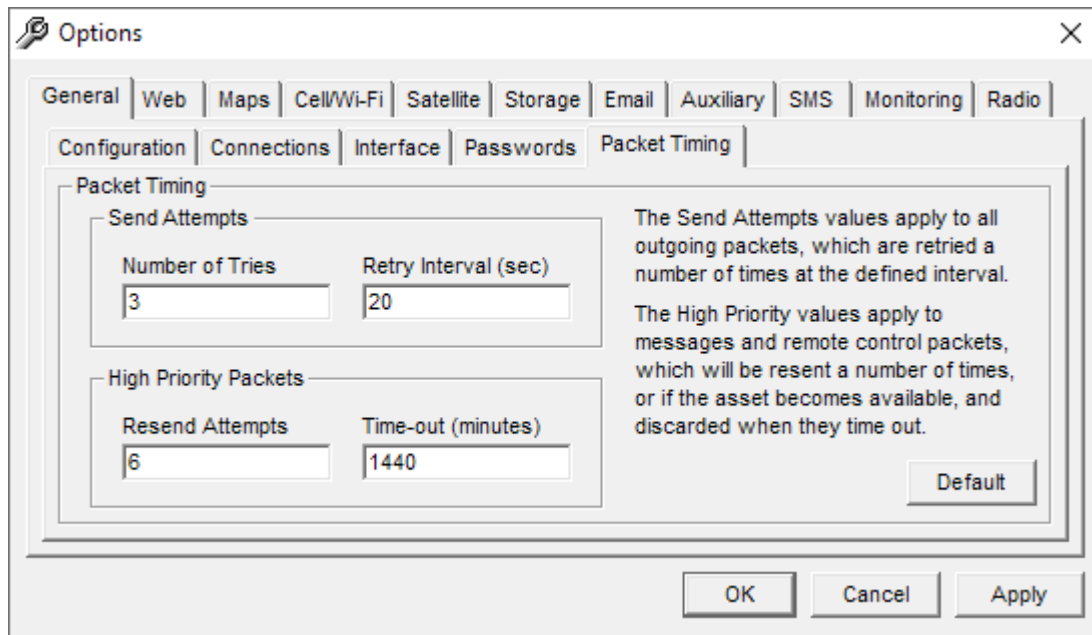 Options
General Web Maps Cell/Wi-Fi Satellite Storage Email Auxiliary SMS Monitoring Radio
Configuration Connections Interface Passwords Packet Timing
Packet Timing
Send Attempts
Number of Tries Retry Interval (sec)
3 20
High Priority Packets
Resend Attempts Time-out (minutes)
6 1440
The Send Attempts values apply to all
outgoing packets, which are retried a
number of times at the defined interval.
The High Priority values apply to
messages and remote control packets,
which will be resent a number of times,
or if the asset becomes available, and
discarded when they time out.
Default
OK Cancel Apply